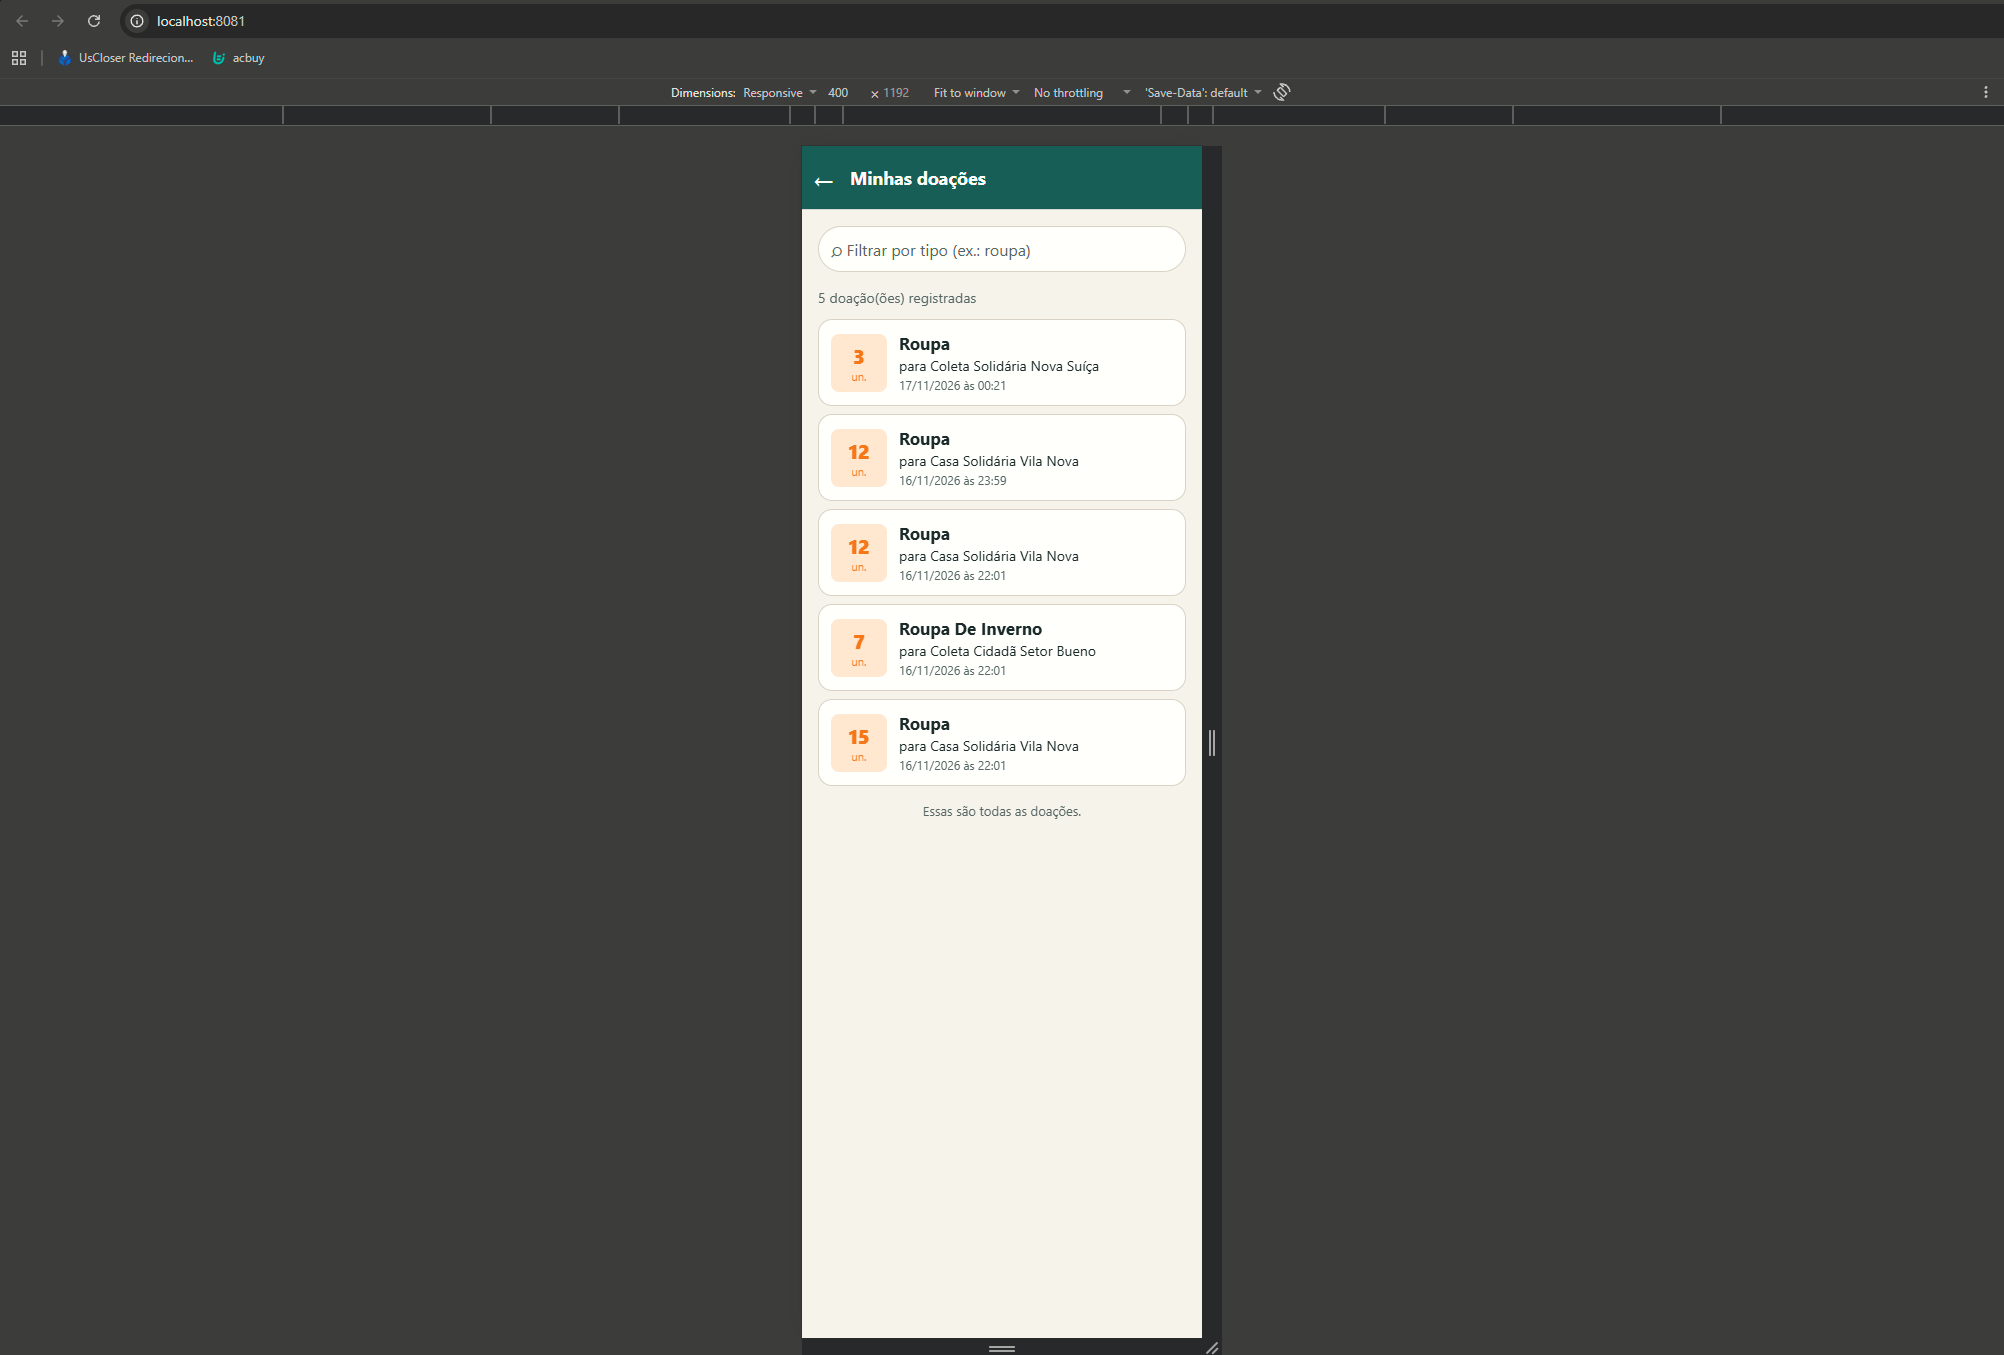 localhost:8081
UsCloser Redirecion... acbuy
Dimensions: Responsive 400 × 1192 Fit to window No throttling 'Save-Data': default
Minhas doações
Filtrar por tipo (ex.: roupa)
5 doação(ões) registradas
3 un.
Roupa
para Coleta Solidária Nova Suíça
17/11/2026 às 00:21
12 un.
Roupa
para Casa Solidária Vila Nova
16/11/2026 às 23:59
12 un.
Roupa
para Casa Solidária Vila Nova
16/11/2026 às 22:01
7 un.
Roupa De Inverno
para Coleta Cidadã Setor Bueno
16/11/2026 às 22:01
15 un.
Roupa
para Casa Solidária Vila Nova
16/11/2026 às 22:01
Essas são todas as doações.